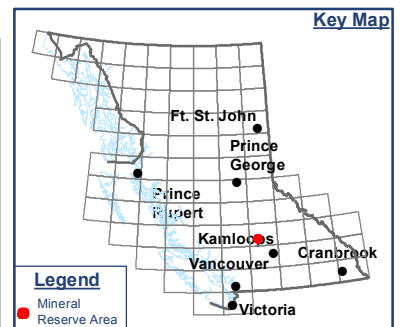 Key Map
Ft. St. John
Prince
George
Prince
Rupert
Kamloops
Cranbrook
Vancouver
Victoria
Legend
Mineral
Reserve Area